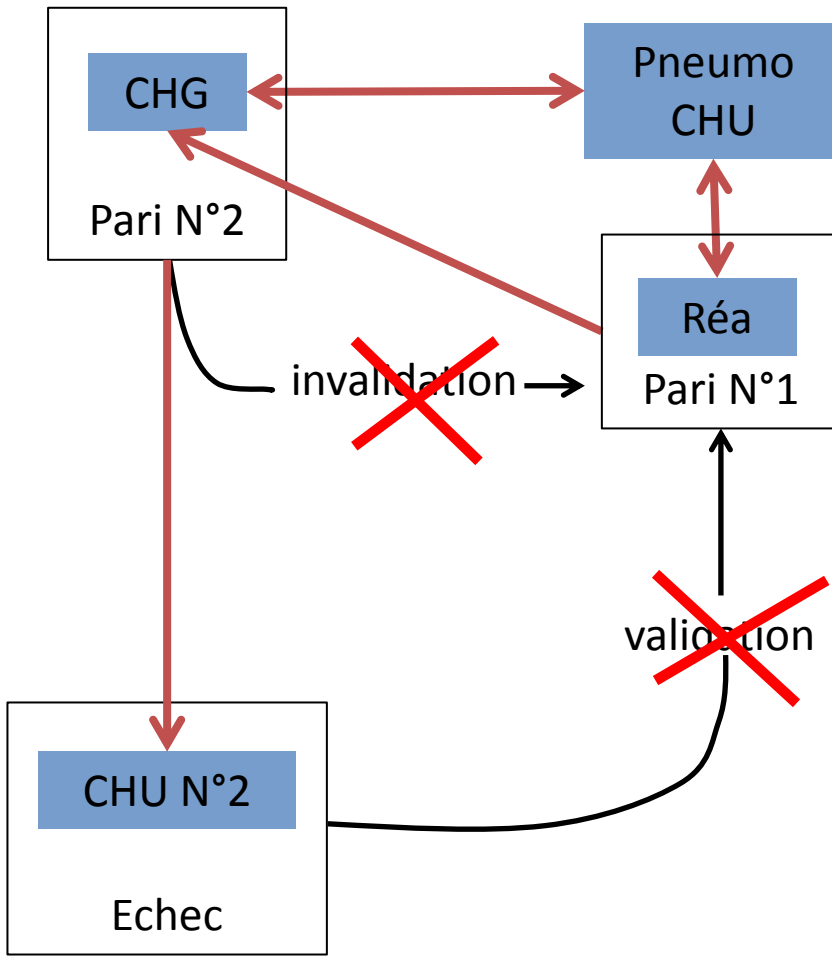 CHG
Pneumo
CHU
Pari N°2
Réa
invalidation
Pari N°1
validation
CHU N°2
Echec